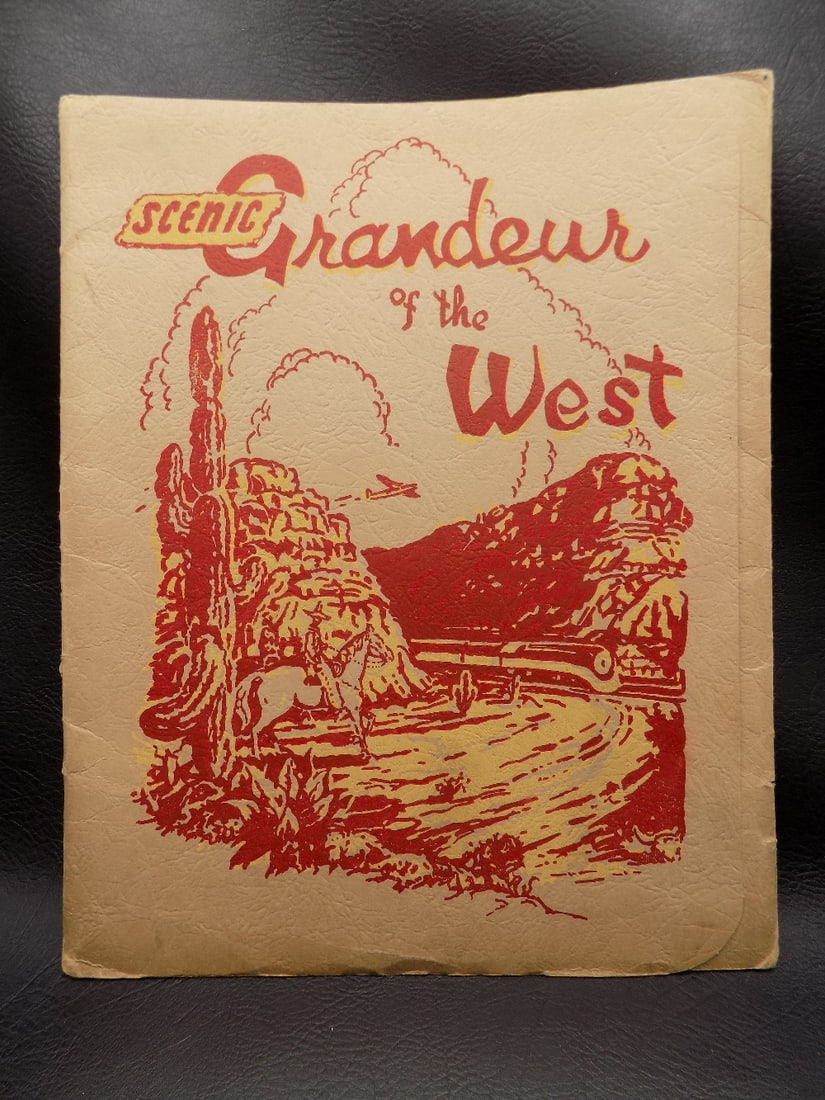 SCENIC Grandeur
of the
West